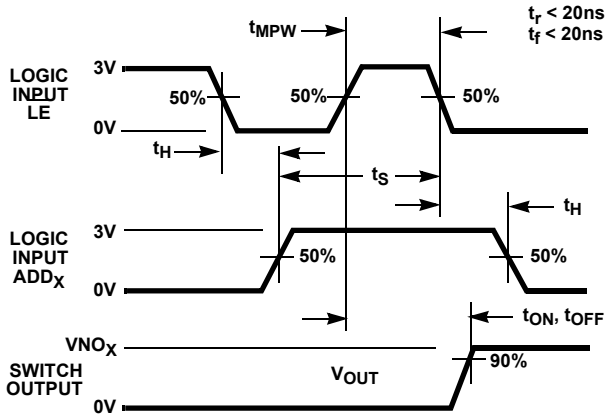 tr < 20ns
tf < 20ns
tMPW
3V
LOGIC
INPUT
LE
50%
50%
50%
0V
tH
tS
tH
3V
LOGIC
INPUT
ADDX
50%
50%
0V
tON, tOFF
VNOX
SWITCH
OUTPUT
VOUT
90%
0V